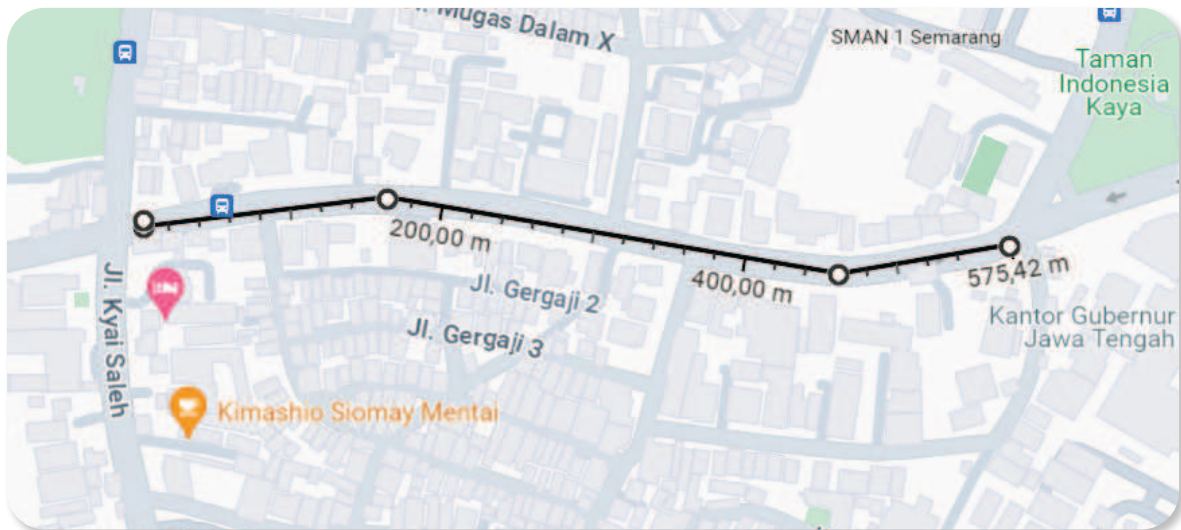 Mugas Dalam X
SMAN 1 Semarang
Taman
Indonesia
Kaya
200,00 m
400,00 m
575,42 m
Jl. Gergaji 2
Jl. Gergaji 3
Jl. Kyai Saleh
Kantor Gubernur
Jawa Tengah
Kimashio Siomay Mentai